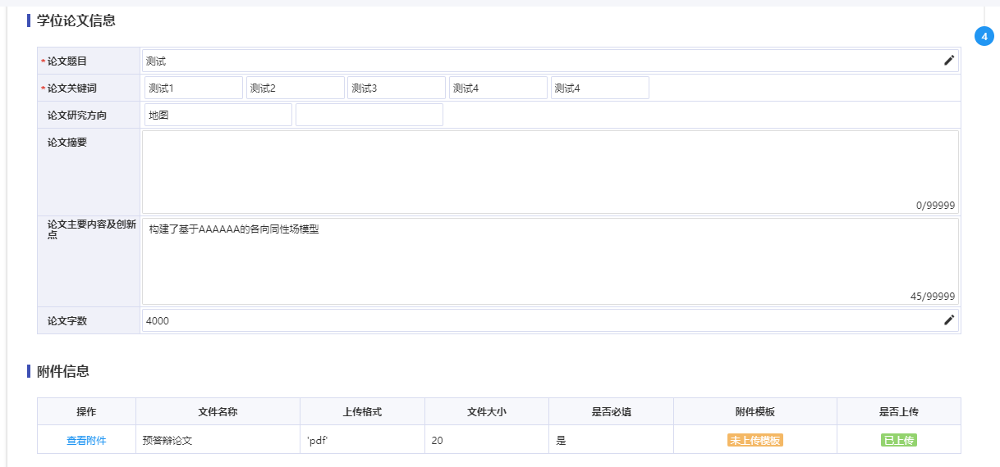 学位论文信息
4
*论文题目 测试
*论文关键词 测试1 测试2 测试3 测试4 测试4
论文研究方向 地图
论文摘要
0/99999
论文主要内容及创新
点
构建了基于AAAAAA的各向同性场模型
45/99999
论文字数 4000
附件信息
操作 文件名称 上传格式 文件大小 是否必填 附件模板 是否上传
查看附件 预答辩论文 'pdf' 20 是 未上传模板 已上传